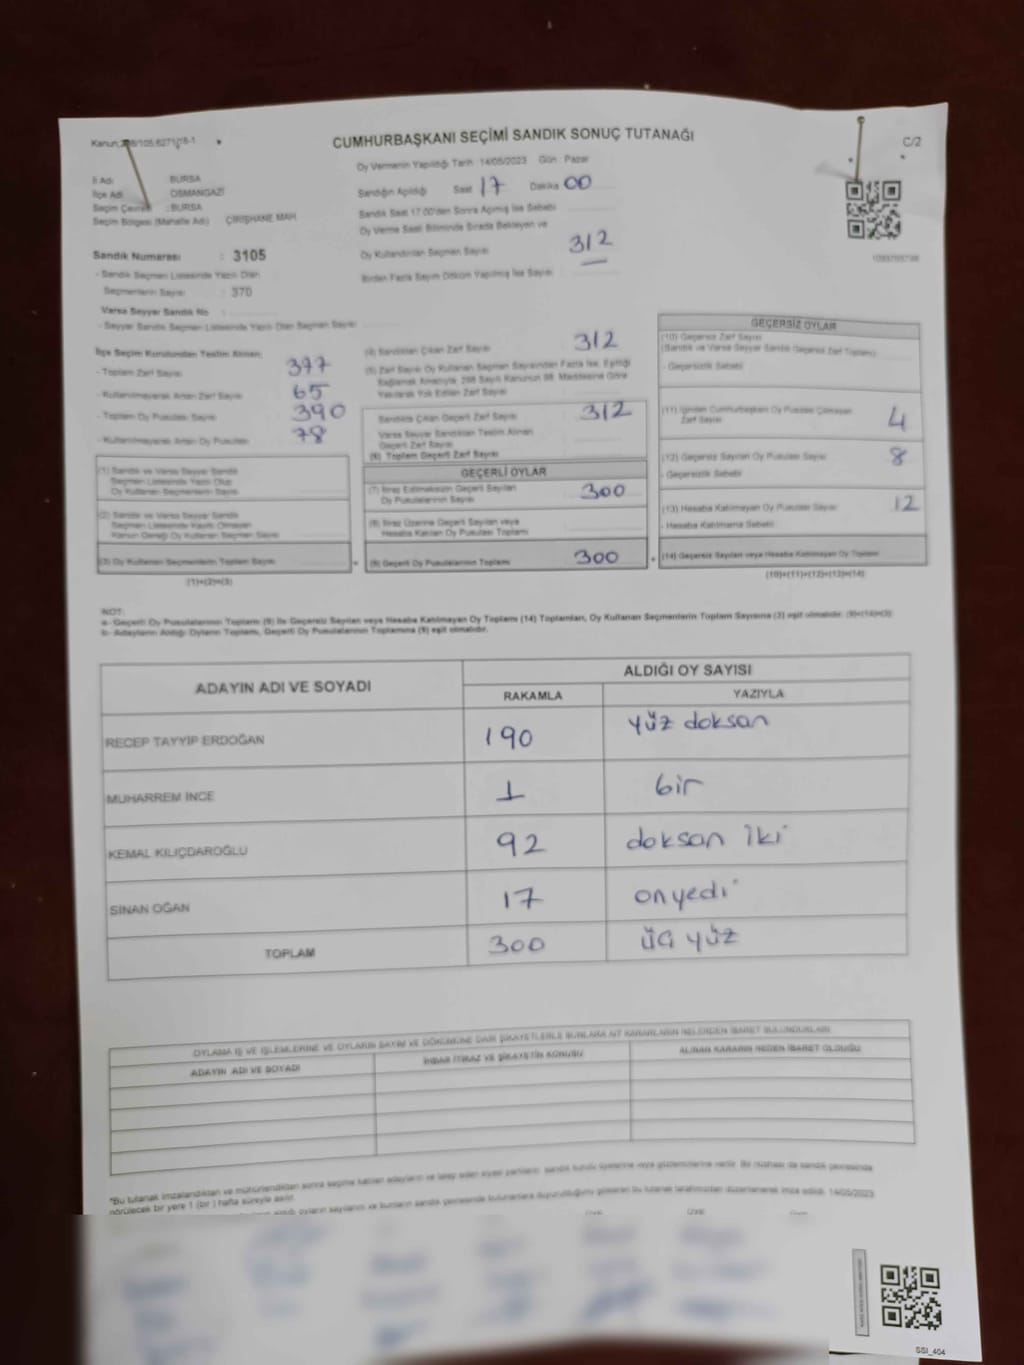 CUMHURBAŞKANI SEÇİMİ SANDIK SONUÇ TUTANAĞI
C/2
Oy Vermenin Yapıldığı Tarih : 14/05/2023 Gün : Pazar
İl Adı : BURSA
İlçe Adı : OSMANGAZİ
Seçim Çevresi : BURSA
Seçim Bölgesi (Mahalle Adı) : ÇİRİŞHANE MAH.
Sandığın Açıldığı Saat 17 Dakika 00
Sandık Saat 17.00'den Sonra Açılmış İse Sebebi
Oy Verme Saati Bitiminde Sırada Bekleyen ve
Oy Kullandırılan Seçmen Sayısı 312
Birden Fazla Sayım Döküm Yapılmış İse Sayısı
Sandık Numarası : 3105
- Sandık Seçmen Listesinde Yazılı Olan
Seçmenlerin Sayısı : 370
Varsa Seyyar Sandık No :
- Seyyar Sandık Seçmen Listesinde Yazılı Olan Seçmen Sayısı
İlçe Seçim Kurulundan Teslim Alınan;
- Toplam Zarf Sayısı 377
- Kullanılmayarak Artan Zarf Sayısı 65
- Toplam Oy Pusulası Sayısı 390
- Kullanılmayarak Artan Oy Pusulası 78
(1) Sandık ve Varsa Seyyar Sandık
Seçmen Listesinde Yazılı Olup
Oy Kullanan Seçmenlerin Sayısı
(2) Sandık ve Varsa Seyyar Sandık
Seçmen Listesinde Kayıtlı Olmayan
Kanun Gereği Oy Kullanan Seçmen Sayısı
(3) Oy Kullanan Seçmenlerin Toplam Sayısı
(1)+(2)=(3)
(4) Sandıktan Çıkan Zarf Sayısı 312
(5) Zarf Sayısı Oy Kullanan Seçmen Sayısından Fazla İse, Eşitliği
Sağlamak Amacıyla, 298 Sayılı Kanunun 98. Maddesine Göre
Yakılarak Yok Edilen Zarf Sayısı
Sandıkta Çıkan Geçerli Zarf Sayısı 312
Varsa Seyyar Sandıktan Teslim Alınan
Geçerli Zarf Sayısı
(6) Toplam Geçerli Zarf Sayısı
GEÇERLİ OYLAR
(7) İtiraz Edilmeksizin Geçerli Sayılan
Oy Pusulalarının Sayısı 300
(8) İtiraz Üzerine Geçerli Sayılan veya
Hesaba Katılan Oy Pusulası Toplamı
(9) Geçerli Oy Pusulalarının Toplamı 300
GEÇERSİZ OYLAR
(10) Geçersiz Zarf Sayısı
(Sandık ve Varsa Seyyar Sandık Geçersiz Zarf Toplamı)
- Geçersizlik Sebebi
(11) İçinden Cumhurbaşkanı Oy Pusulası Çıkmayan
Zarf Sayısı 4
(12) Geçersiz Sayılan Oy Pusulası Sayısı 8
- Geçersizlik Sebebi
(13) Hesaba Katılmayan Oy Pusulası Sayısı 12
- Hesaba Katılmama Sebebi
(14) Geçersiz Sayılan veya Hesaba Katılmayan Oy Toplamı
(10)+(11)+(12)+(13)=(14)
NOT:
a- Geçerli Oy Pusulalarının Toplamı (9) ile Geçersiz Sayılan veya Hesaba Katılmayan Oy Toplamı (14) Toplamları, Oy Kullanan Seçmenlerin Toplam Sayısına (3) eşit olmalıdır. (9)+(14)=(3)
b- Adayların Aldığı Oyların Toplamı, Geçerli Oy Pusulalarının Toplamına (9) eşit olmalıdır.
ADAYIN ADI VE SOYADI ALDIĞI OY SAYISI
RAKAMLA YAZIYLA
RECEP TAYYİP ERDOĞAN 190 yüz doksan
MUHARREM İNCE 1 bir
KEMAL KILIÇDAROĞLU 92 doksan iki
SİNAN OĞAN 17 onyedi
TOPLAM 300 üç yüz
OYLAMA İŞ VE İŞLEMLERİNE VE OYLARIN SAYIM VE DÖKÜMÜNE DAİR ŞİKAYETLERLE BUNLARA AİT KARARLARIN NELERDEN İBARET BULUNDUKLARI
ADAYIN ADI VE SOYADI
İHBAR İTİRAZ VE ŞİKAYETİN KONUSU
ALINAN KARARIN NEDEN İBARET OLDUĞU
*Bu tutanak imzalandıktan ve mühürlendikten sonra seçime katılan adayların ve talep eden siyasi partilerin sandık kurulu üyelerine veya gözlemcilerine verilir. Bir nüshası da sandık çevresinde
görülecek bir yere 1 (bir) hafta süreyle asılır.
SSI_404